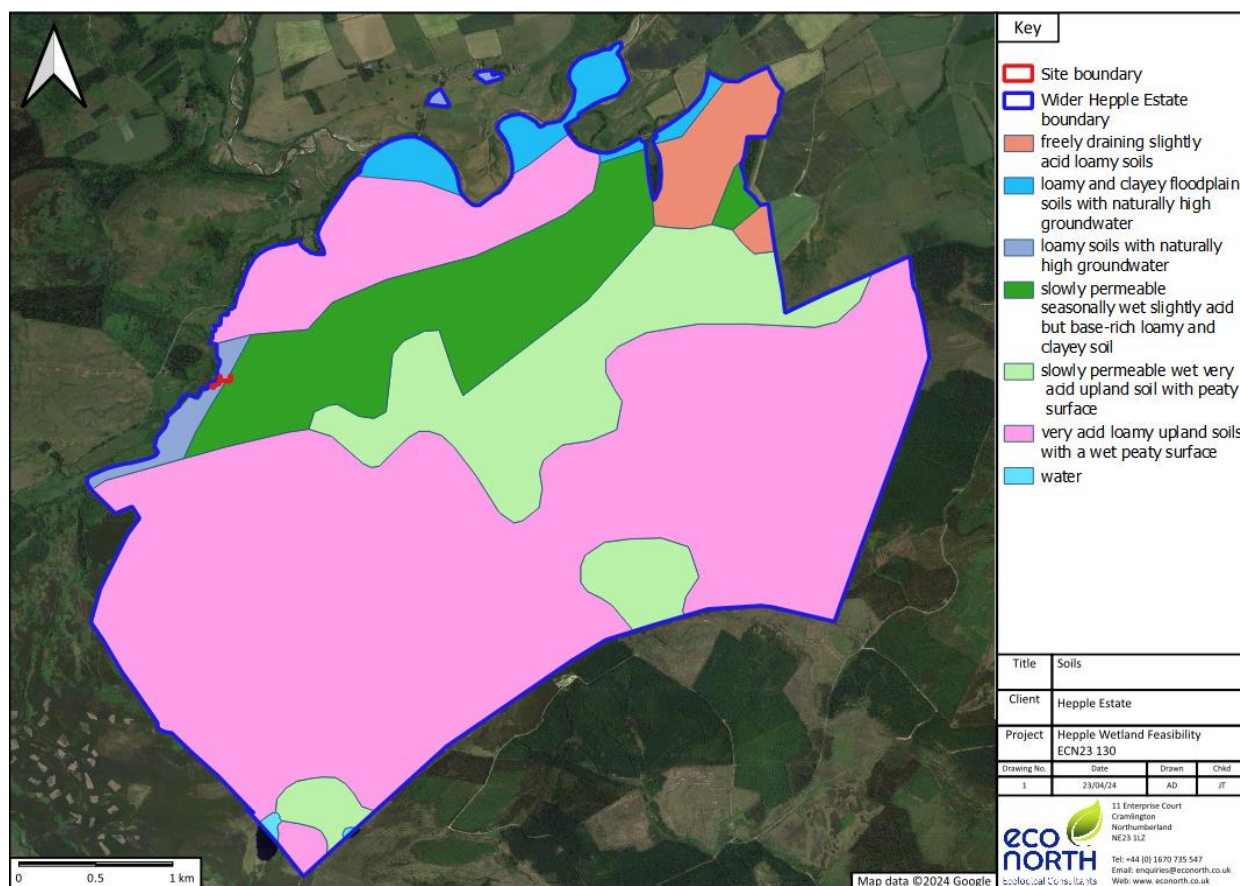 Key
Site boundary
Wider Hepple Estate
boundary
freely draining slightly
acid loamy soils
loamy and clayey floodplain
soils with naturally high
groundwater
loamy soils with naturally
high groundwater
slowly permeable
seasonally wet slightly acid
but base-rich loamy and
clayey soil
slowly permeable wet very
acid upland soil with peaty
surface
very acid loamy upland soils
with a wet peaty surface
water
Title Soils
Client Hepple Estate
Project Hepple Wetland Feasibility
ECN23 130
Drawing No. Date Drawn Chkd
1 23/04/24 AD JT
eco
NORTH
Ecological Consultants
11 Enterprise Court
Cramlington
Northumberland
NE23 1LZ
Tel: +44 (0) 1670 735 547
Email: enquiries@econorth.co.uk
Web: www. econorth.co.uk
0 0.5 1 km
Map data ©2024 Google